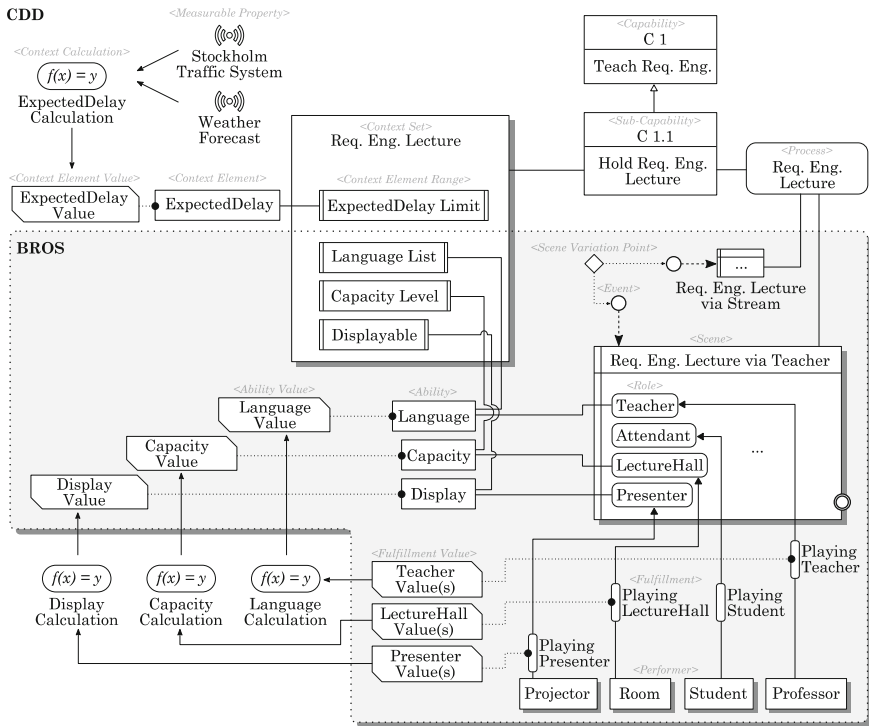 CDD
<Measurable Property>
Stockholm
Traffic System
Weather
Forecast
<Context Calculation>
f(x) = y
ExpectedDelay
Calculation
<Capability>
C 1
Teach Req. Eng.
<Sub-Capability>
C 1.1
Hold Req. Eng.
Lecture
<Process>
Req. Eng.
Lecture
<Context Set>
Req. Eng. Lecture
<Context Element Value>
ExpectedDelay
Value
<Context Element>
ExpectedDelay
<Context Element Range>
ExpectedDelay Limit
BROS
Language List
Capacity Level
Displayable
<Scene Variation Point>
<Event>
...
Req. Eng. Lecture
via Stream
<Scene>
Req. Eng. Lecture via Teacher
<Role>
Teacher
Attendant
LectureHall
Presenter
...
<Ability Value>
Language
Value
Capacity
Value
Display
Value
<Ability>
Language
Capacity
Display
f(x) = y
Display
Calculation
f(x) = y
Capacity
Calculation
f(x) = y
Language
Calculation
<Fulfillment Value>
Teacher
Value(s)
LectureHall
Value(s)
Presenter
Value(s)
<Fulfillment>
Playing
Teacher
Playing
LectureHall
Playing
Student
Playing
Presenter
<Performer>
Projector
Room
Student
Professor